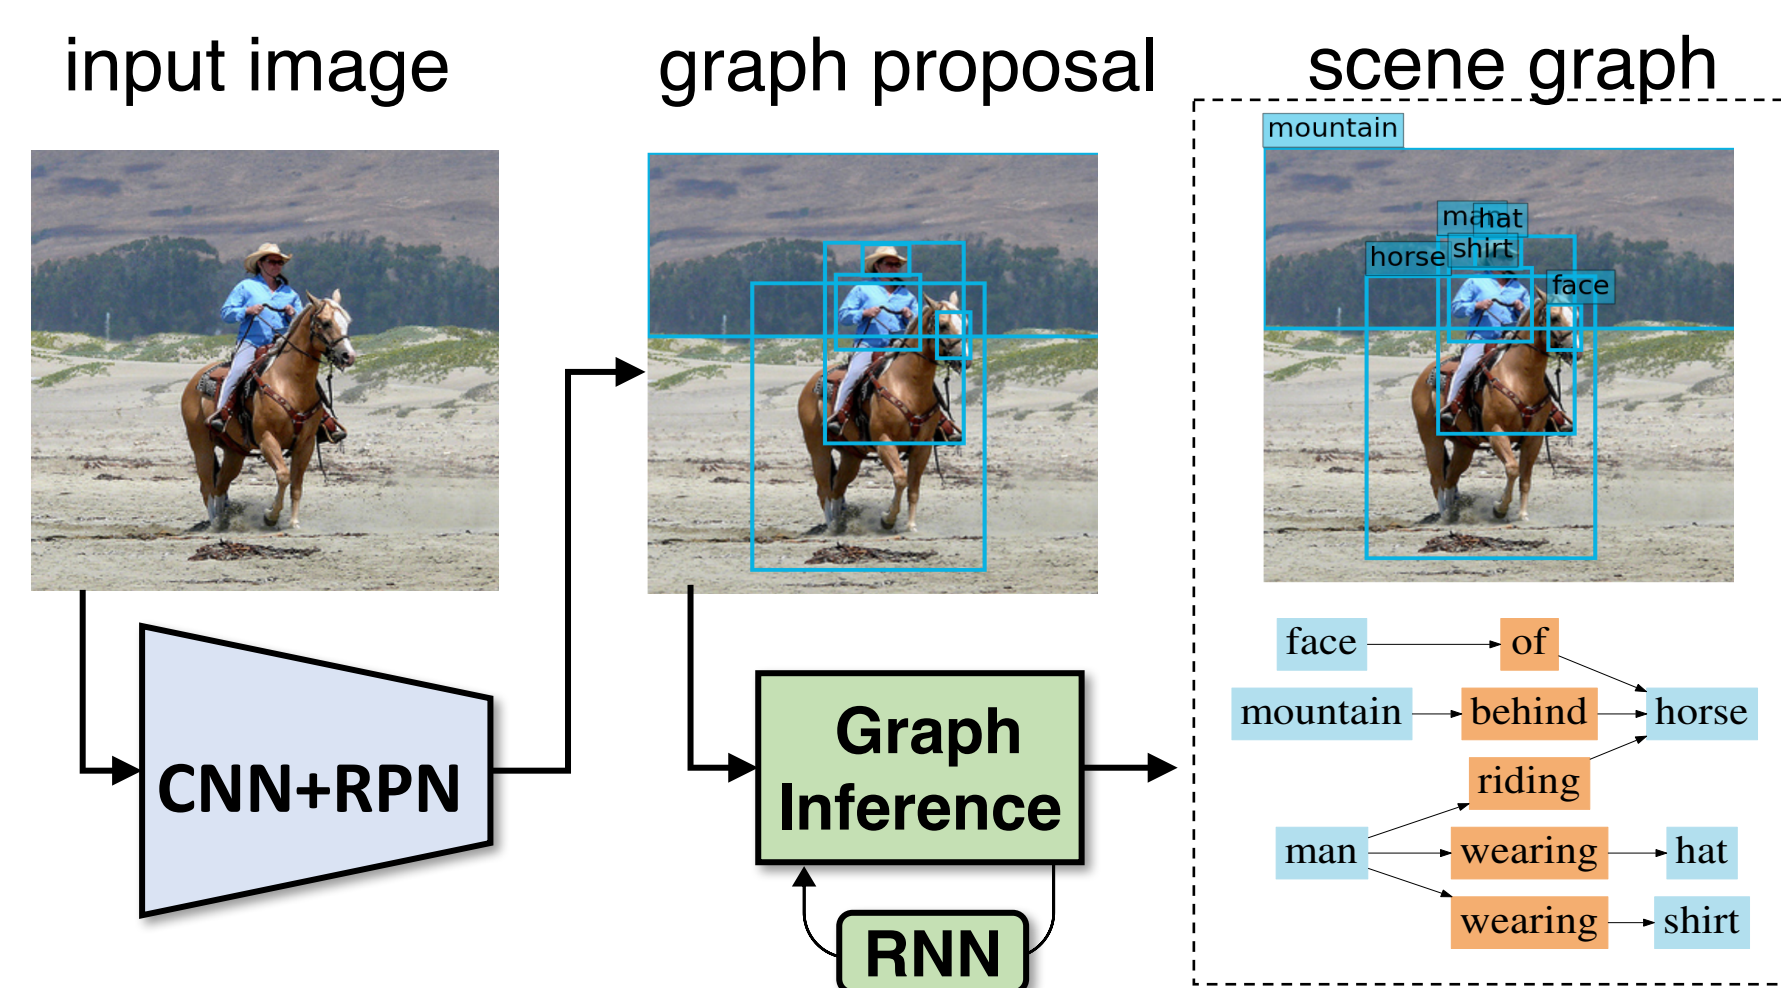 input image
graph proposal
scene graph
mountain
man
hat
shirt
horse
face
CNN+RPN
Graph
Inference
RNN
face of
mountain behind horse
riding
man wearing hat
wearing shirt